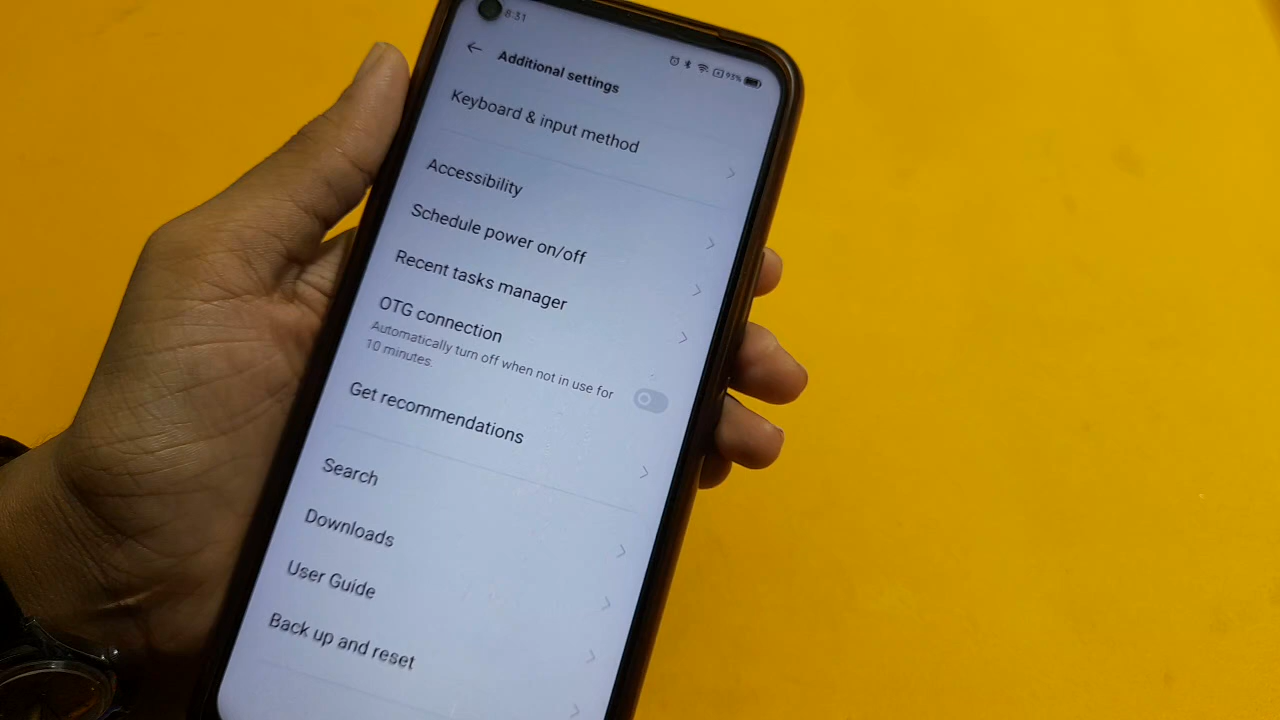 8:31
93%
Additional settings
Keyboard & input method
Accessibility
Schedule power on/off
Recent tasks manager
OTG connection
Automatically turn off when not in use for
10 minutes.
Get recommendations
Search
Downloads
User Guide
Back up and reset